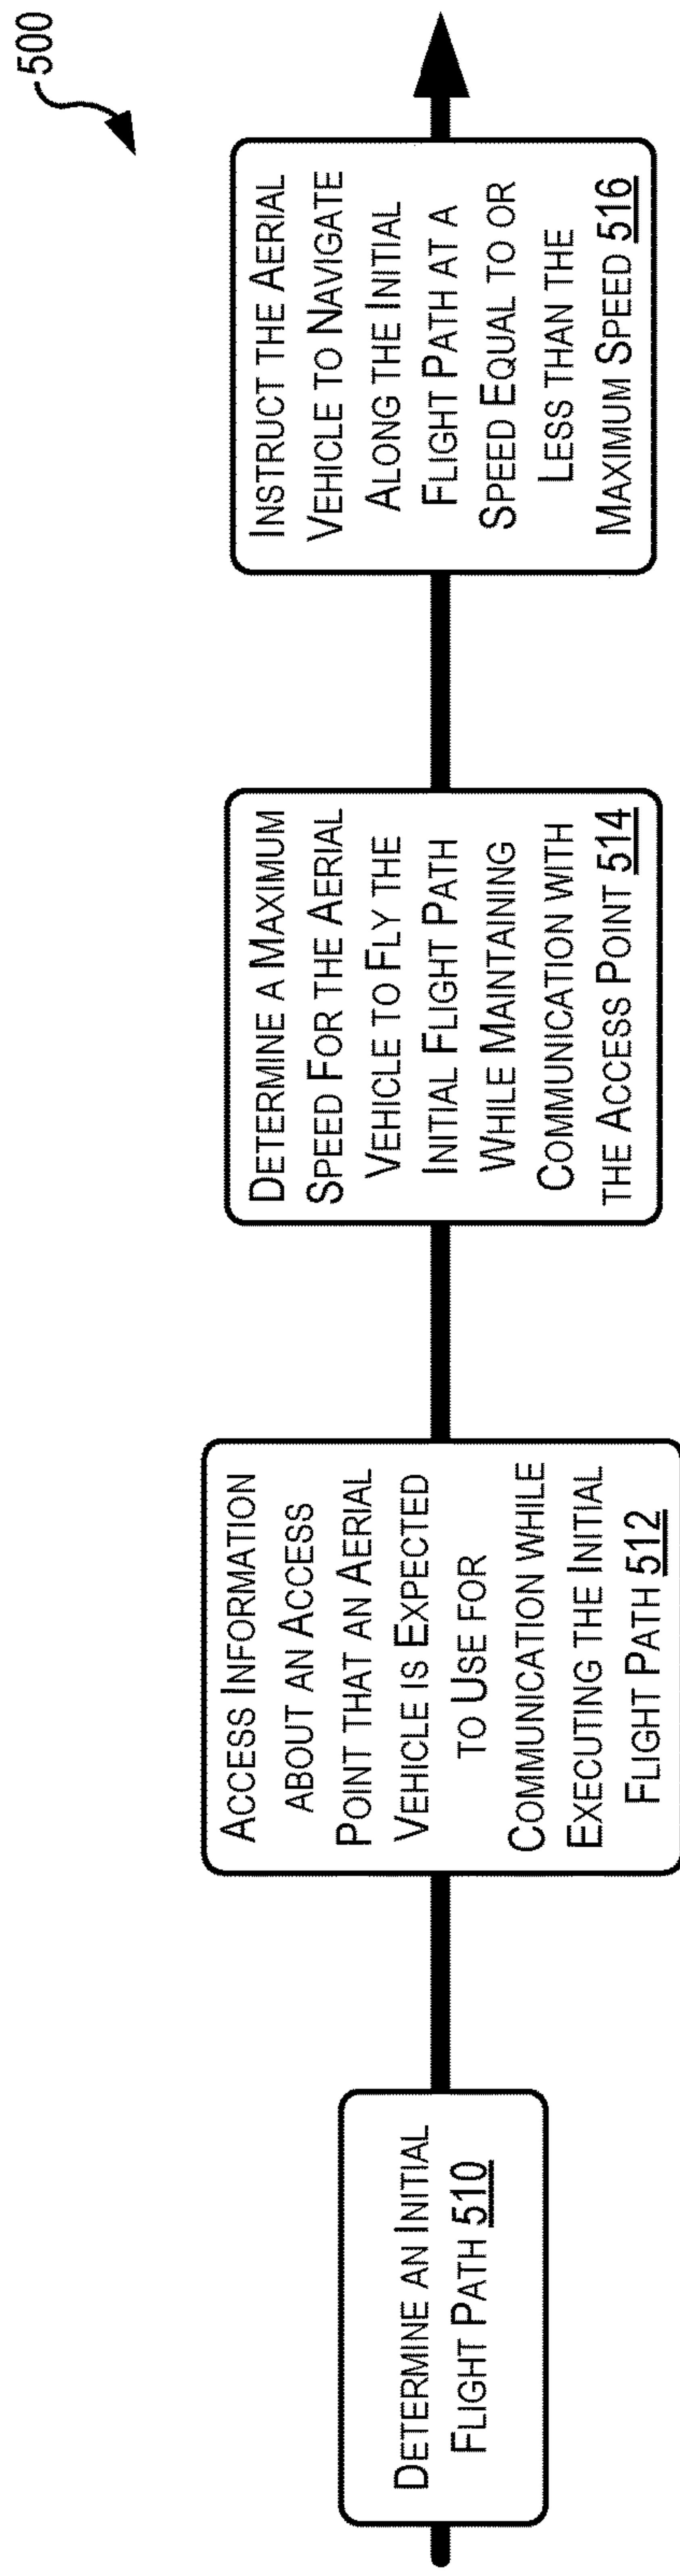 500
DETERMINE AN INITIAL
FLIGHT PATH 510
ACCESS INFORMATION
ABOUT AN ACCESS
POINT THAT AN AERIAL
VEHICLE IS EXPECTED
TO USE FOR
COMMUNICATION WHILE
EXECUTING THE INITIAL
FLIGHT PATH 512
DETERMINE A MAXIMUM
SPEED FOR THE AERIAL
VEHICLE TO FLY THE
INITIAL FLIGHT PATH
WHILE MAINTAINING
COMMUNICATION WITH
THE ACCESS POINT 514
INSTRUCT THE AERIAL
VEHICLE TO NAVIGATE
ALONG THE INITIAL
FLIGHT PATH AT A
SPEED EQUAL TO OR
LESS THAN THE
MAXIMUM SPEED 516